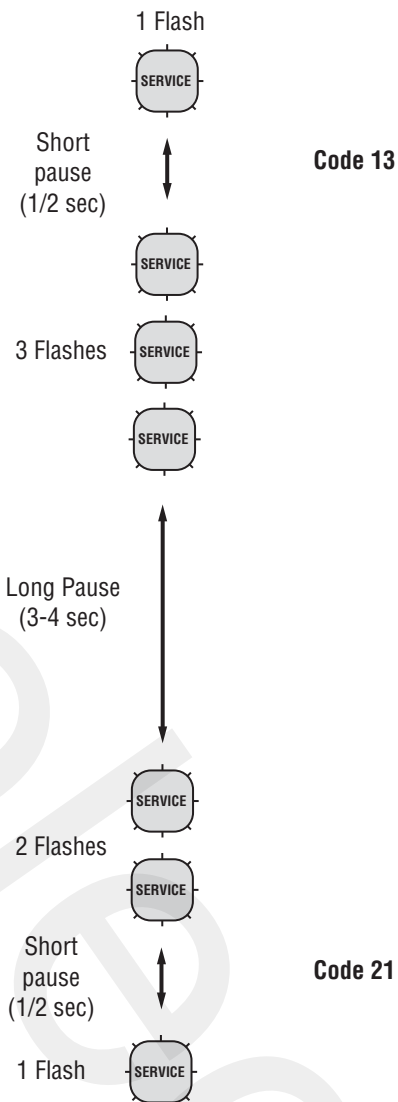 1 Flash
SERVICE
Short
pause
(1/2 sec)
Code 13
SERVICE
3 Flashes
SERVICE
SERVICE
Long Pause
(3-4 sec)
SERVICE
2 Flashes
SERVICE
Short
pause
(1/2 sec)
Code 21
1 Flash
SERVICE